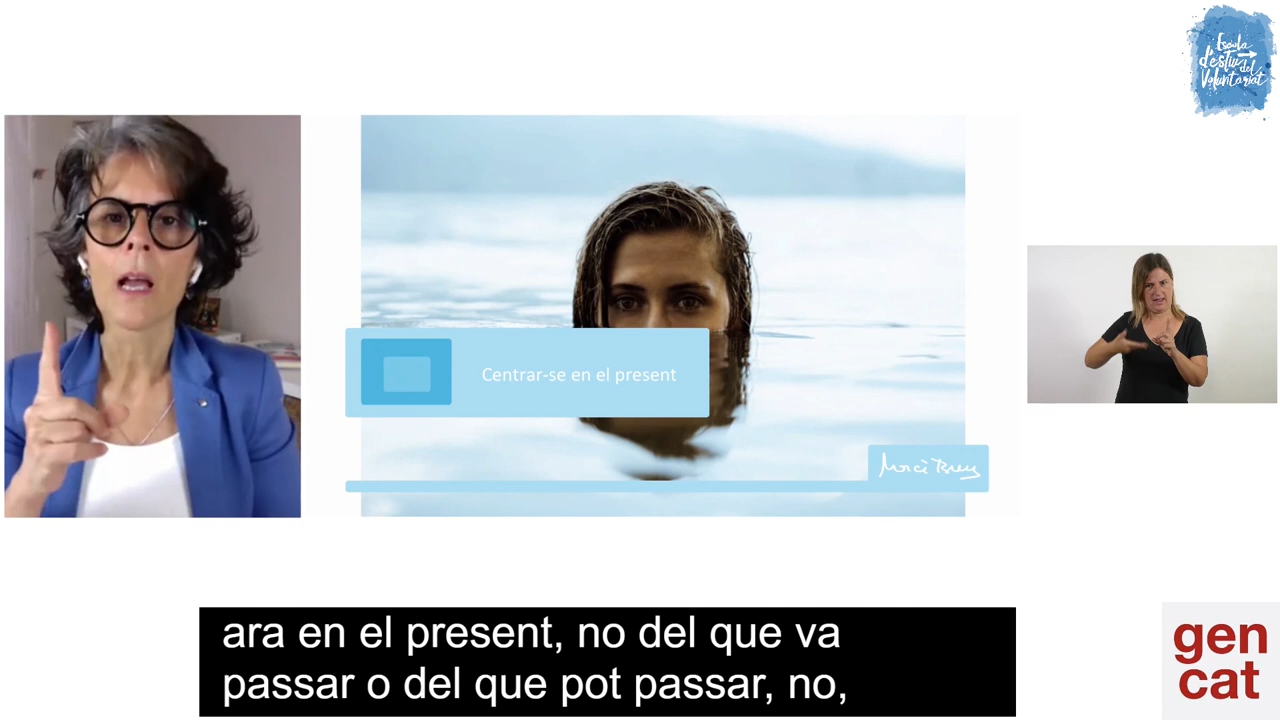 Escola
d'estiu del
Voluntariat
Centrar-se en el present
ara en el present, no del que va
passar o del que pot passar, no,
gen
cat